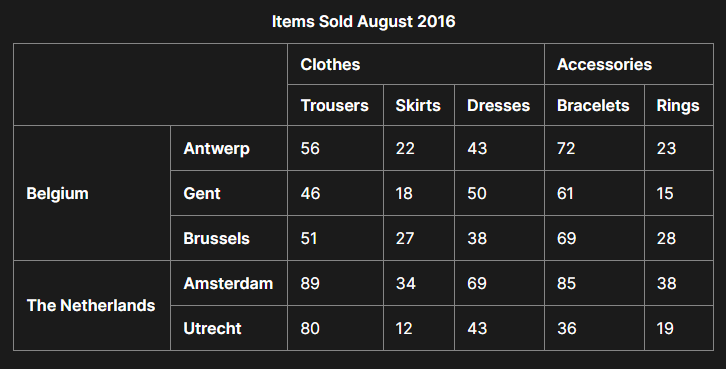 Items Sold August 2016
Clothes Accessories
Trousers Skirts Dresses Bracelets Rings
Belgium Antwerp 56 22 43 72 23
Gent 46 18 50 61 15
Brussels 51 27 38 69 28
The Netherlands Amsterdam 89 34 69 85 38
Utrecht 80 12 43 36 19